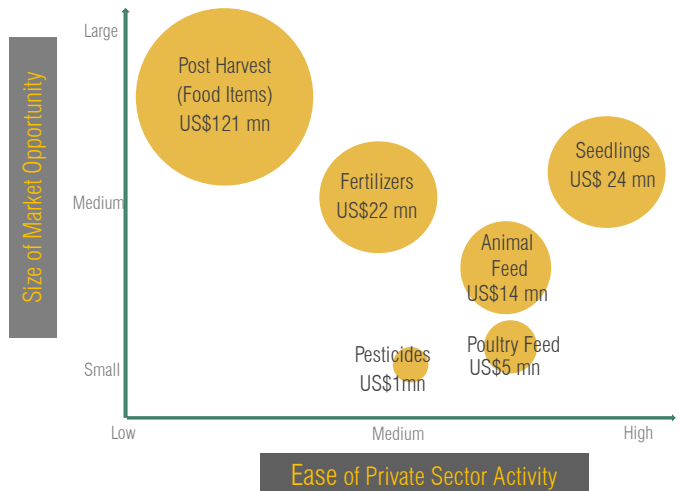 Large
Post Harvest
(Food Items)
US$121 mn
Seedlings
US$ 24 mn
Fertilizers
US$22 mn
Medium
Size of Market Opportunity
Animal
Feed
US$14 mn
Poultry Feed
US$5 mn
Pesticides
US$1mn
Small
Low
Medium
High
Ease of Private Sector Activity